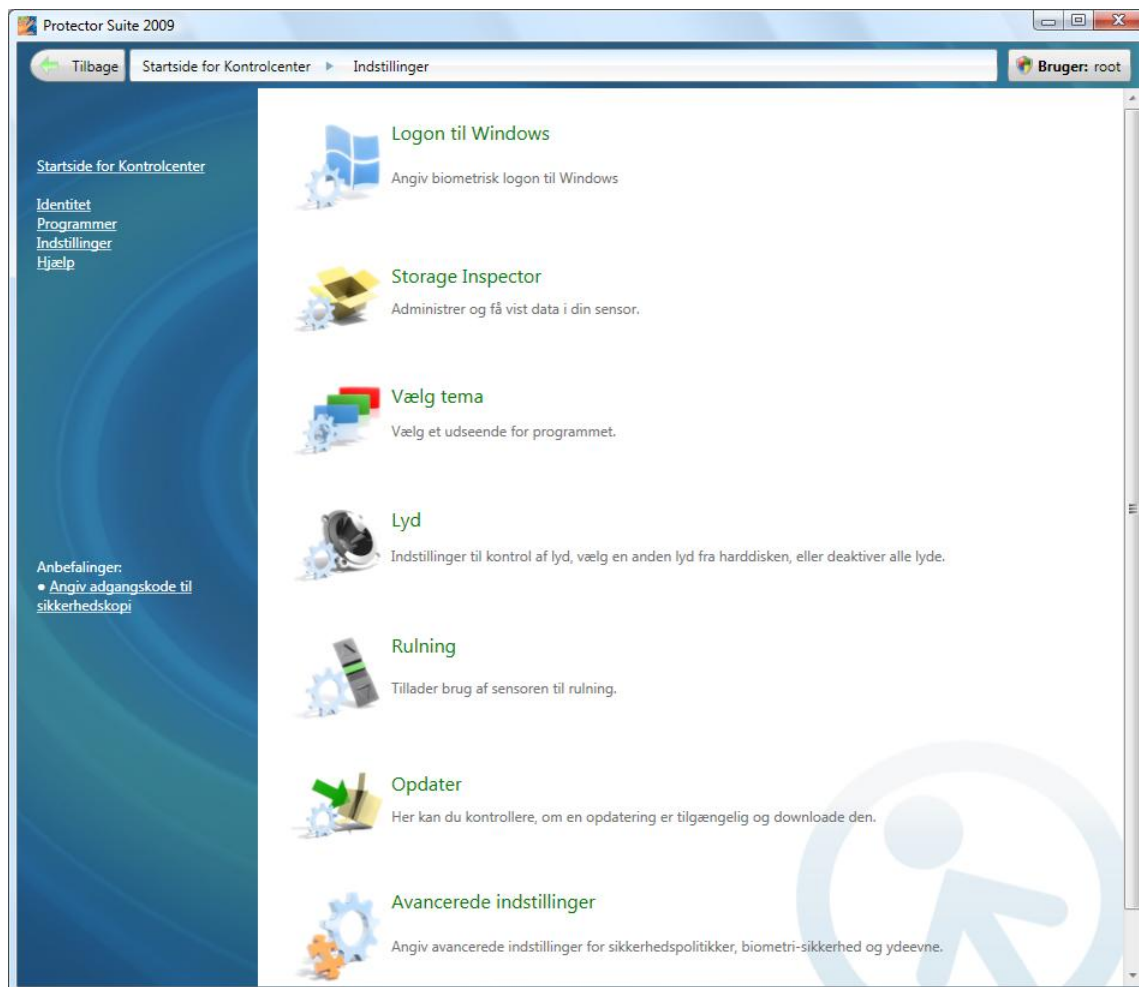 Protector Suite 2009
Tilbage
Startside for Kontrolcenter
Indstillinger
Bruger: root
Startside for Kontrolcenter
Identitet
Programmer
Indstillinger
Hjælp
Anbefalinger:
● Angiv adgangskode til
sikkerhedskopi
Logon til Windows
Angiv biometrisk logon til Windows
Storage Inspector
Administrer og få vist data i din sensor.
Vælg tema
Vælg et udseende for programmet.
Lyd
Indstillinger til kontrol af lyd, vælg en anden lyd fra harddisken, eller deaktiver alle lyde.
Rulning
Tillader brug af sensoren til rulning.
Opdater
Her kan du kontrollere, om en opdatering er tilgængelig og downloade den.
Avancerede indstillinger
Angiv avancerede indstillinger for sikkerhedspolitikker, biometri-sikkerhed og ydeevne.